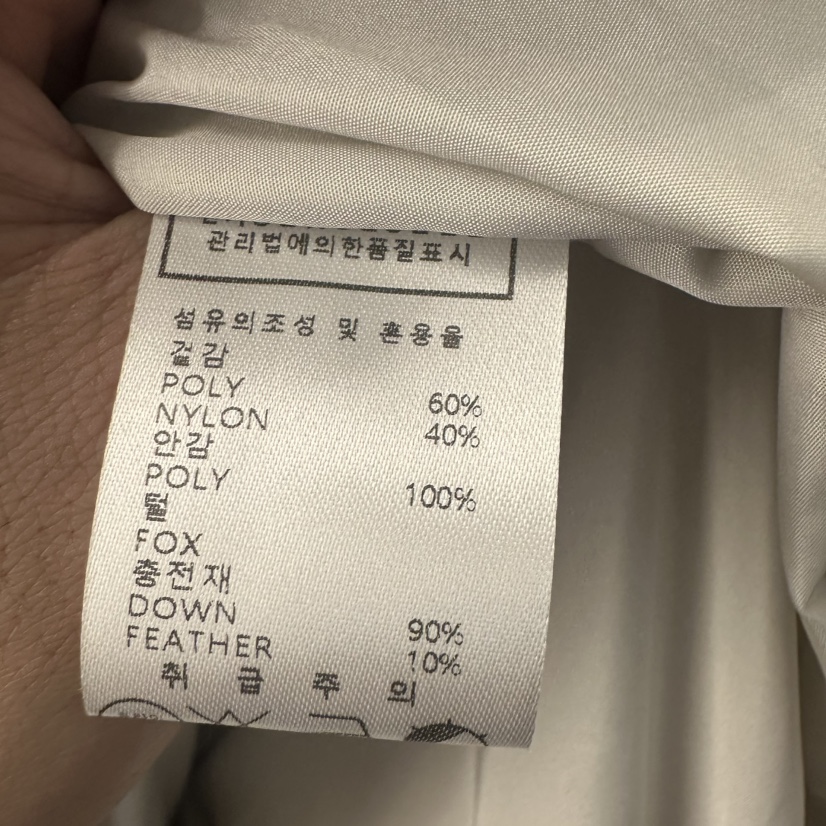 관리법에의한품질표시
섬유의조성 및 혼용율
겉감
POLY 60%
NYLON 40%
안감
POLY 100%
털
FOX
충전재
DOWN 90%
FEATHER 10%
취급주의